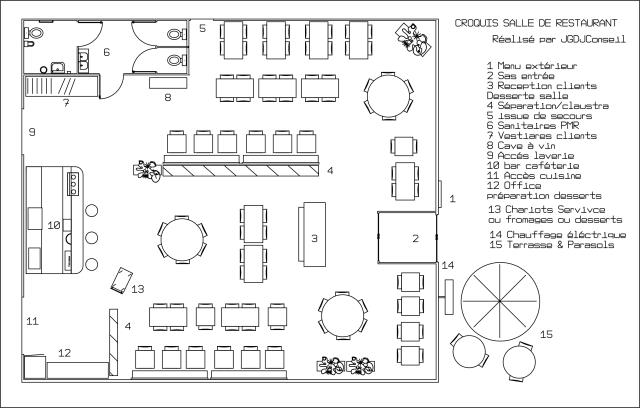 CROQUIS SALLE DE RESTAURANT
Réalisé par JGDJConseil
1 Menu extérieur
2 Sas entrée
3 Reception clients
Desserte salle
4 Séparation/claustra
5 issue de secours
6 Sanitaires PMR
7 Vestiares clients
8 Cave à vin
9 Accés laverie
10 bar caféterie
11 Accès cuisine
12 Office
préparation desserts
13 Chariots Servivce
ou fromages ou desserts
14 Chauffage éléctrique
15 Terrasse & Parasols
5
6
7
8
9
4
1
10
3
2
14
13
11
4
12
15